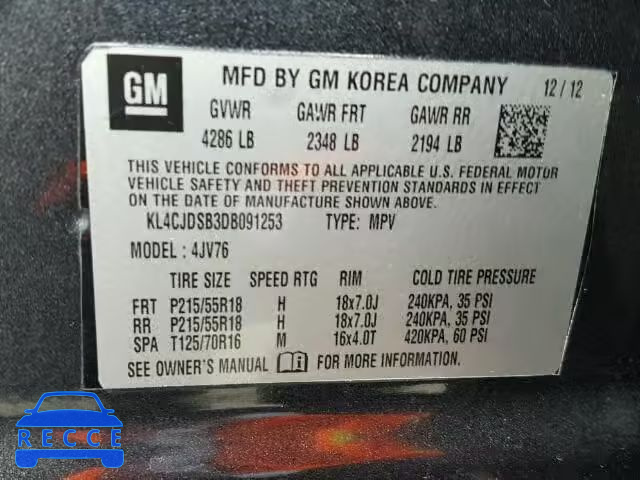 GM
MFD BY GM KOREA COMPANY 12/12
GVWR GAWR FRT GAWR RR
4286 LB 2348 LB 2194 LB
THIS VEHICLE CONFORMS TO ALL APPLICABLE U.S. FEDERAL MOTOR
VEHICLE SAFETY AND THEFT PREVENTION STANDARDS IN EFFECT
ON THE DATE OF MANUFACTURE SHOWN ABOVE.
KL4CJDSB3DB091253 TYPE: MPV
MODEL: 4JV76
TIRE SIZE SPEED RTG RIM COLD TIRE PRESSURE
FRT P215/55R18 H 18x7.0J 240KPA, 35 PSI
RR P215/55R18 H 18x7.0J 240KPA, 35 PSI
SPA T125/70R16 M 16x4.0T 420KPA, 60 PSI
SEE OWNER'S MANUAL FOR MORE INFORMATION.
RECCE